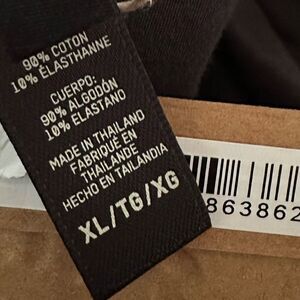 90% COTON
10% ÉLASTHANNE
CUERPO:
90% ALGODÓN
10% ELASTANO
MADE IN THAILAND
FABRIQUÉ EN
THAÏLANDE
HECHO EN TAILANDIA
XL/TG/XG
863862